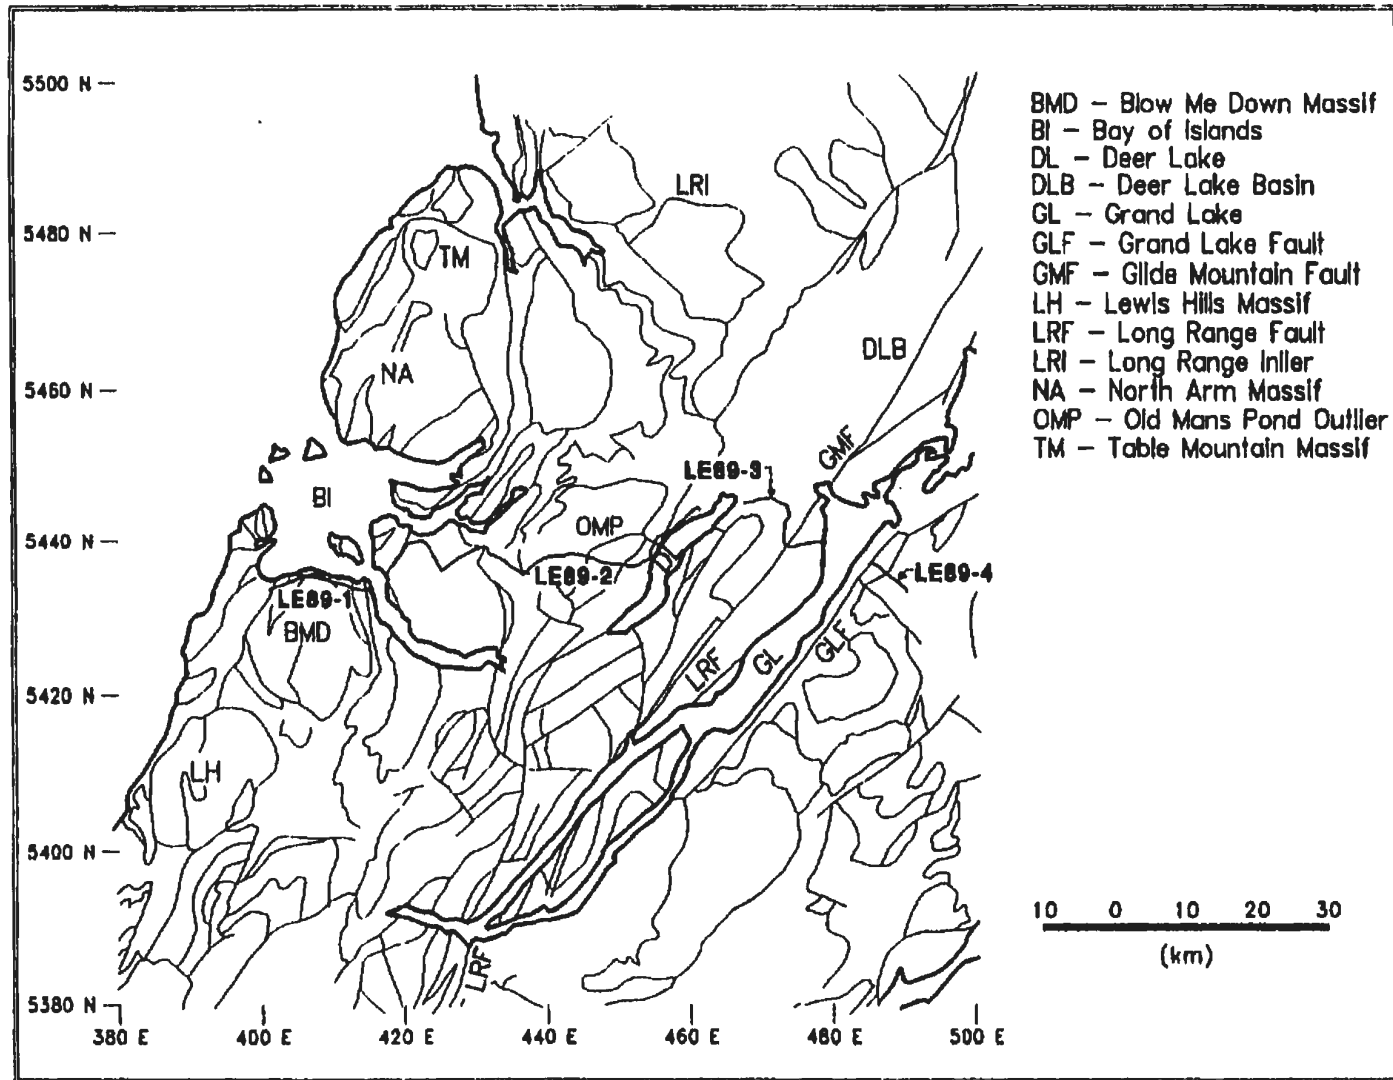 5500 N
5480 N
5460 N
5440 N
5420 N
5400 N
5380 N
380 E
400 E
420 E
440 E
460 E
480 E
500 E
LRI
TM
NA
DLB
GMF
LE89-3
BI
OMP
LE89-2
LE89-4
LE89-1
BMD
LRF
GL
GLF
LH
LRF
BMD – Blow Me Down Massif
BI – Bay of Islands
DL – Deer Lake
DLB – Deer Lake Basin
GL – Grand Lake
GLF – Grand Lake Fault
GMF – Glide Mountain Fault
LH – Lewis Hills Massif
LRF – Long Range Fault
LRI – Long Range Inlier
NA – North Arm Massif
OMP – Old Mans Pond Outlier
TM – Table Mountain Massif
10 0 10 20 30
(km)